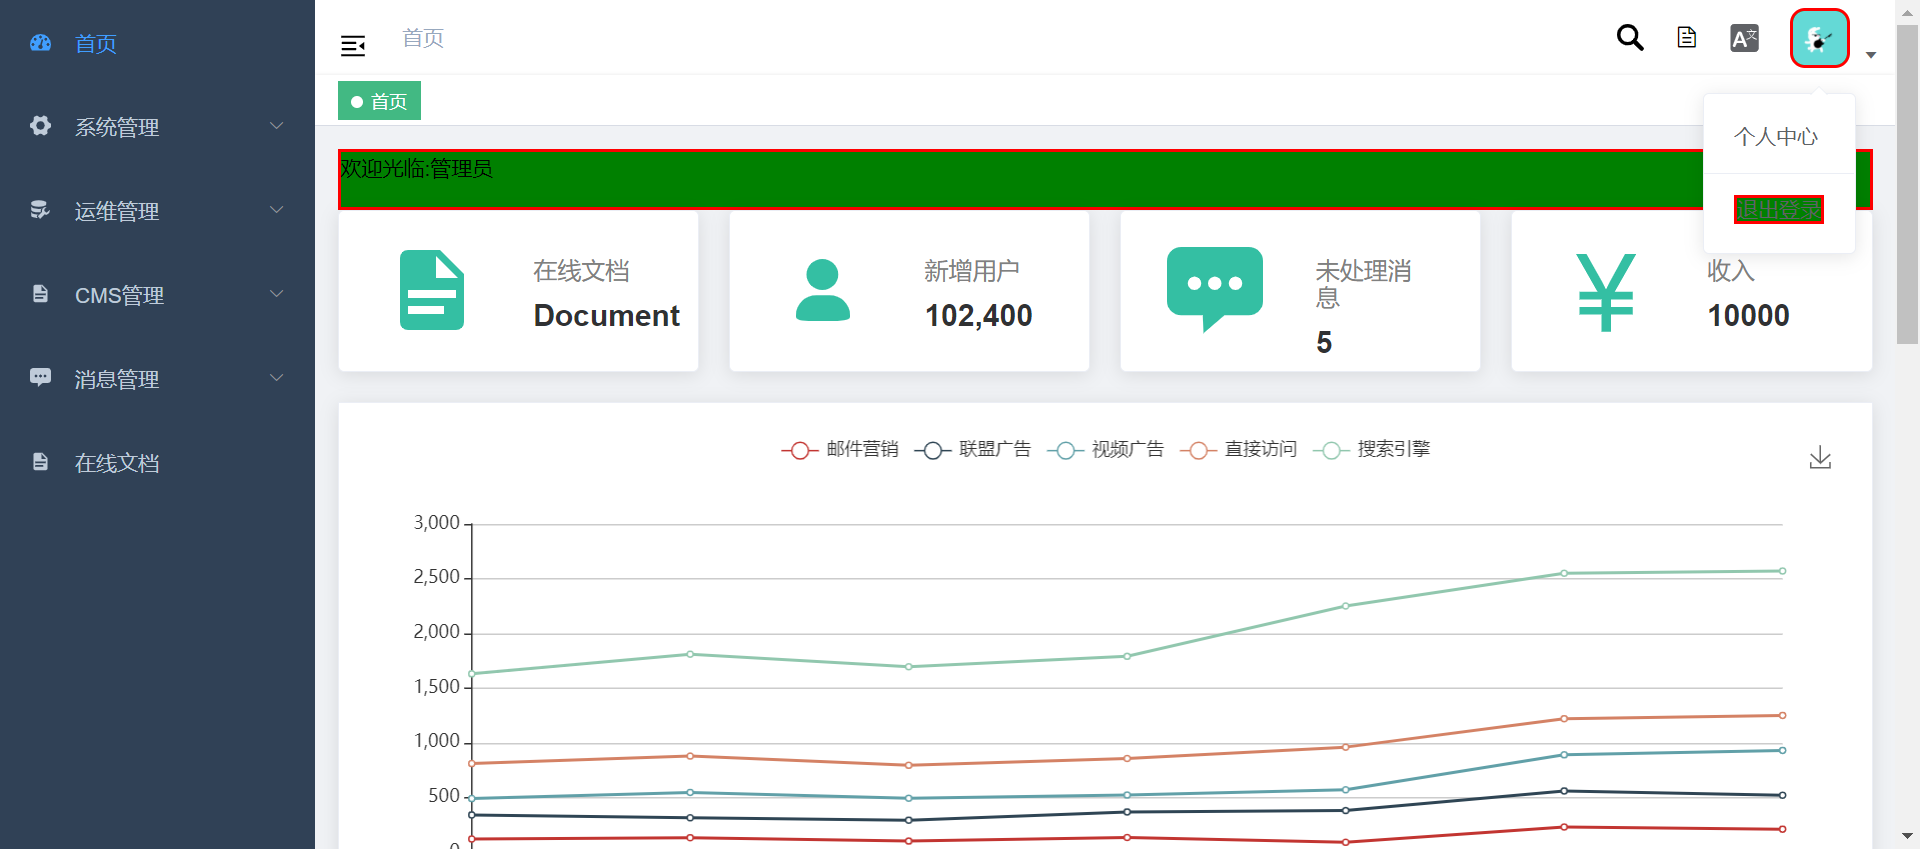 首页
系统管理
运维管理
CMS管理
消息管理
在线文档
首页
A文
首页
个人中心
退出登录
欢迎光临:管理员
在线文档
Document
新增用户
102,400
未处理消
息
5
收入
10000
邮件营销 联盟广告 视频广告 直接访问 搜索引擎
3,000
2,500
2,000
1,500
1,000
500
0